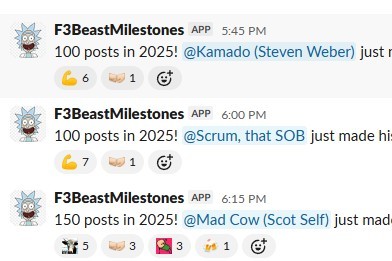 F3BeastMilestones APP 5:45 PM
100 posts in 2025! @Kamado (Steven Weber) just
6 1
F3BeastMilestones APP 6:00 PM
100 posts in 2025! @Scrum, that SOB just made his
7 1
F3BeastMilestones APP 6:15 PM
150 posts in 2025! @Mad Cow (Scot Self) just made
5 3 3 1